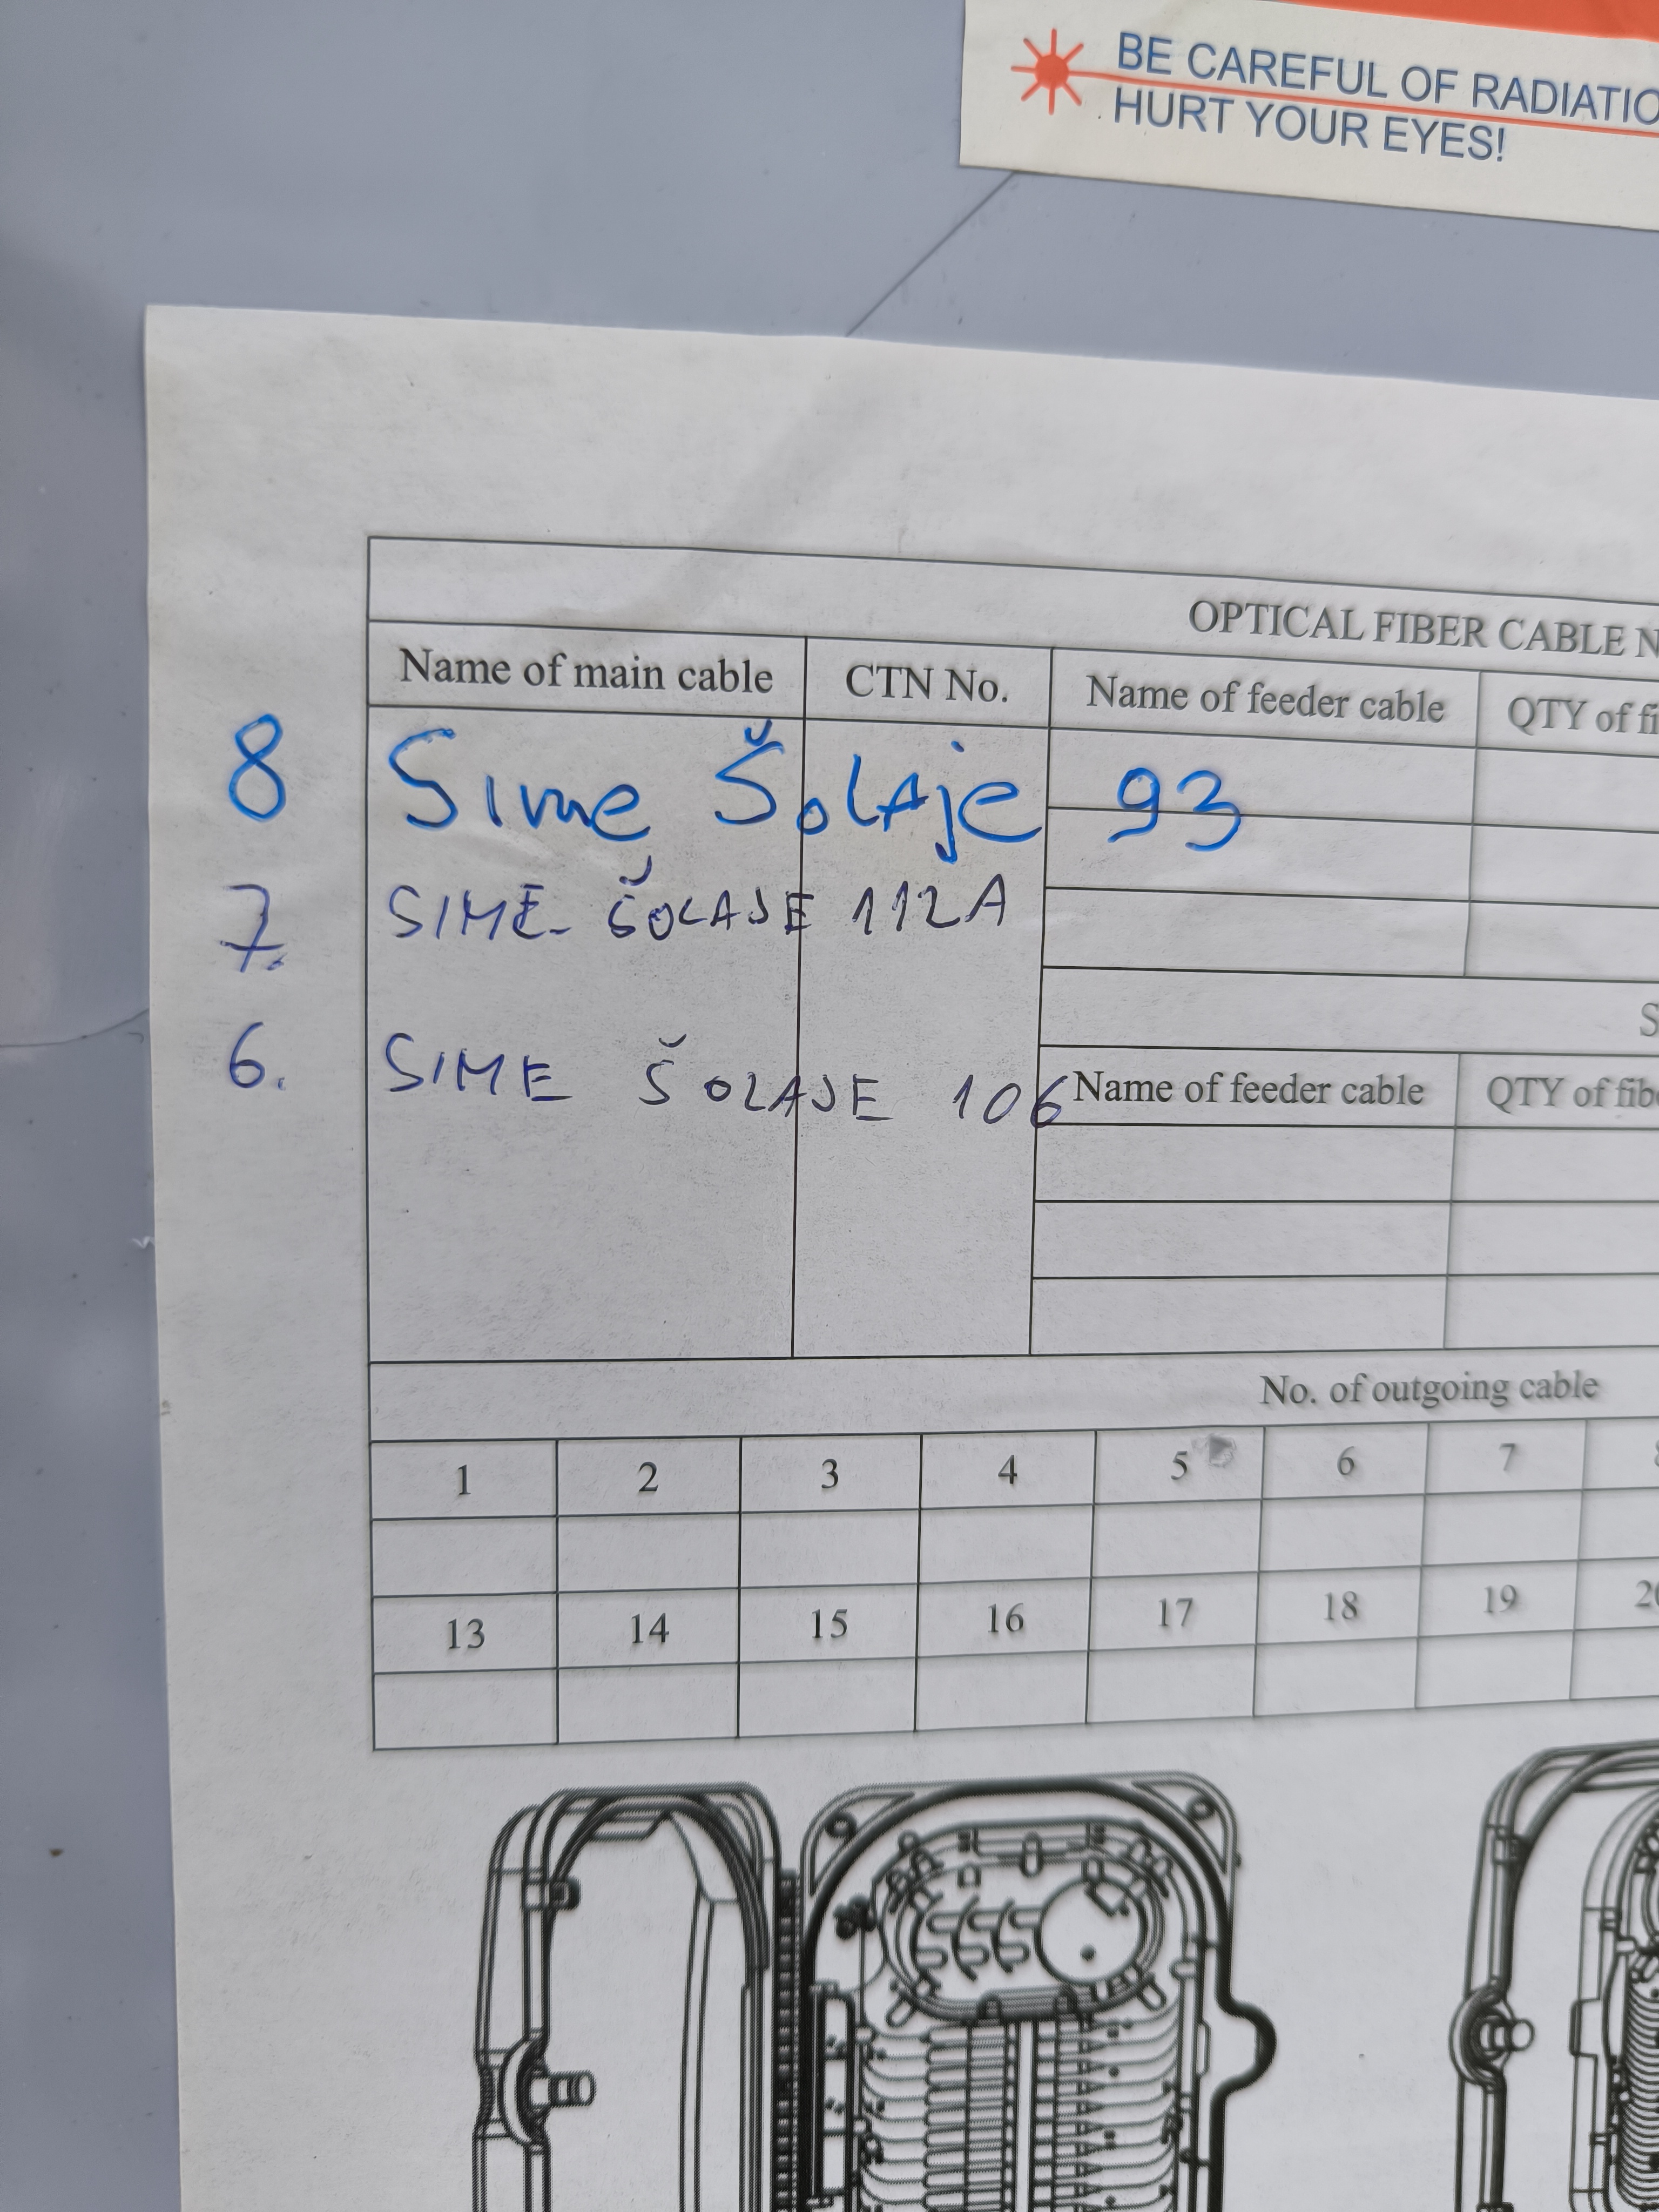 BE CAREFUL OF RADIATIO
HURT YOUR EYES!
OPTICAL FIBER CABLE N
Name of main cable CTN No. Name of feeder cable QTY of fi
8 Sime Šolaje 93
7. SIME ŠOLAJE 112A
S
6. SIME ŠOLAJE 106
Name of feeder cable QTY of fibe
No. of outgoing cable
1 2 3 4 5 6 7 8
13 14 15 16 17 18 19 20